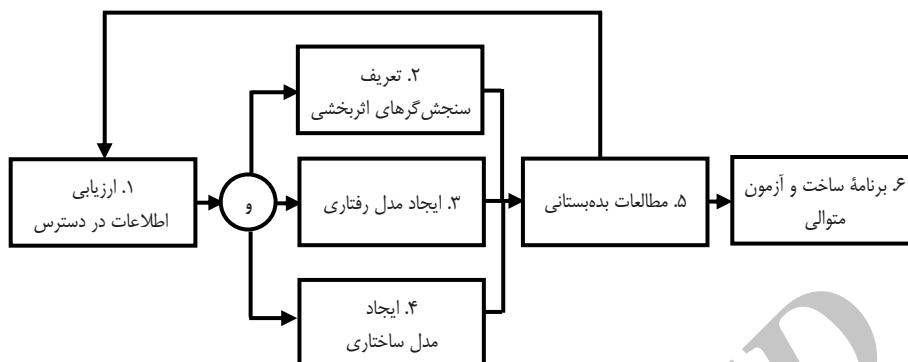 ۲. تعریف
سنجش‌گرهای اثربخشی
۱. ارزیابی
اطلاعات در دسترس
و
۳. ایجاد مدل رفتاری
۵. مطالعات بده‌بستانی
۶. برنامهٔ ساخت و آزمون
متوالی
۴. ایجاد
مدل ساختاری
D